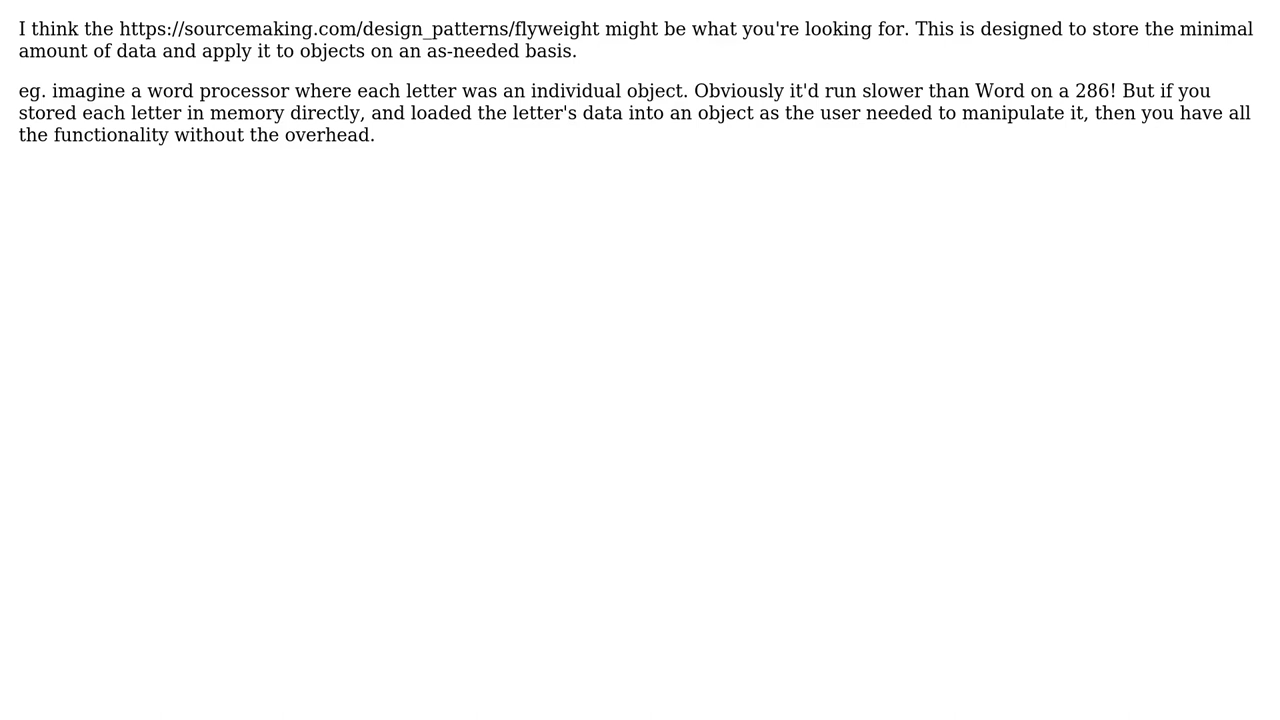 I think the https://sourcemaking.com/design_patterns/flyweight might be what you're looking for. This is designed to store the minimal
amount of data and apply it to objects on an as-needed basis.
eg. imagine a word processor where each letter was an individual object. Obviously it'd run slower than Word on a 286! But if you
stored each letter in memory directly, and loaded the letter's data into an object as the user needed to manipulate it, then you have all
the functionality without the overhead.